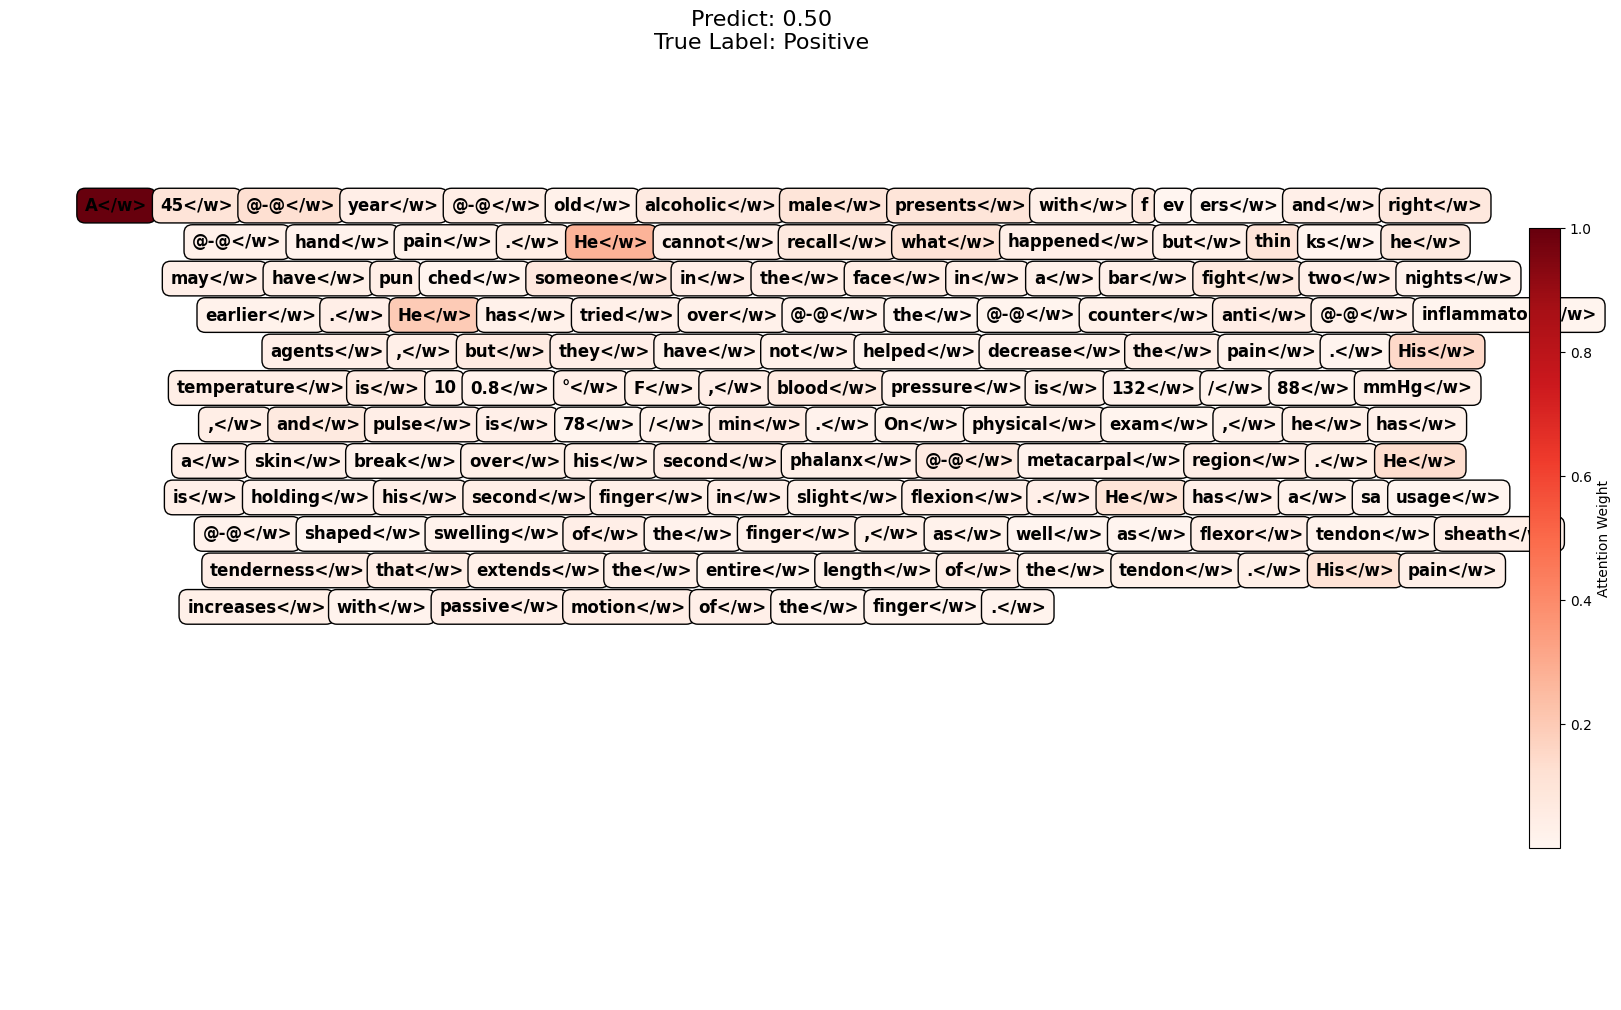 Predict: 0.50
True Label: Positive
A</w> 45</w> @-@</w> year</w> @-@</w> old</w> alcoholic</w> male</w> presents</w> with</w> f ev ers</w> and</w> right</w>
@-@</w> hand</w> pain</w> .</w> He</w> cannot</w> recall</w> what</w> happened</w> but</w> thin ks</w> he</w>
may</w> have</w> pun ched</w> someone</w> in</w> the</w> face</w> in</w> a</w> bar</w> fight</w> two</w> nights</w>
earlier</w> .</w> He</w> has</w> tried</w> over</w> @-@</w> the</w> @-@</w> counter</w> anti</w> @-@</w> inflammato /w>
agents</w> ,</w> but</w> they</w> have</w> not</w> helped</w> decrease</w> the</w> pain</w> .</w> His</w>
temperature</w> is</w> 10 0.8</w> °</w> F</w> ,</w> blood</w> pressure</w> is</w> 132</w> /</w> 88</w> mmHg</w>
,</w> and</w> pulse</w> is</w> 78</w> /</w> min</w> .</w> On</w> physical</w> exam</w> ,</w> he</w> has</w>
a</w> skin</w> break</w> over</w> his</w> second</w> phalanx</w> @-@</w> metacarpal</w> region</w> .</w> He</w>
is</w> holding</w> his</w> second</w> finger</w> in</w> slight</w> flexion</w> .</w> He</w> has</w> a</w> sa usage</w>
@-@</w> shaped</w> swelling</w> of</w> the</w> finger</w> ,</w> as</w> well</w> as</w> flexor</w> tendon</w> sheath</w
tenderness</w> that</w> extends</w> the</w> entire</w> length</w> of</w> the</w> tendon</w> .</w> His</w> pain</w>
increases</w> with</w> passive</w> motion</w> of</w> the</w> finger</w> .</w>
1.0
0.8
0.6
0.4
0.2
Attention Weight